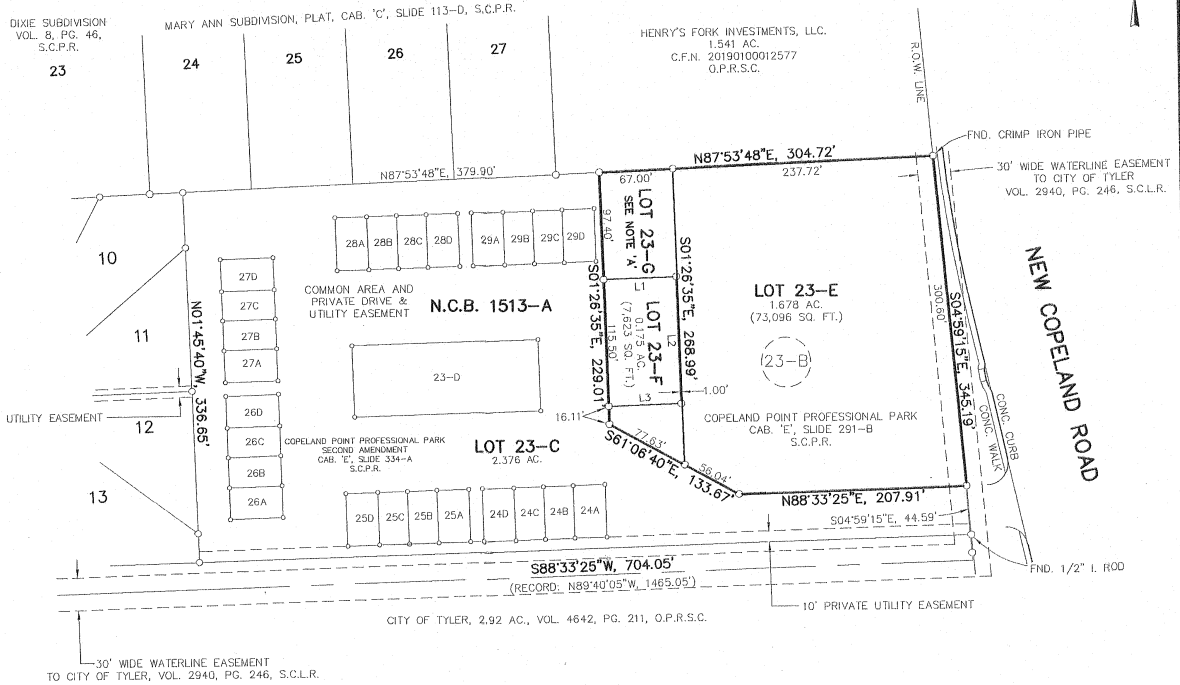 DIXIE SUBDIVISION
VOL. 8, PG. 46,
S.C.P.R.
23
MARY ANN SUBDIVISION, PLAT, CAB. 'C', SLIDE 113-D, S.C.P.R.
24
25
26
27
HENRY'S FORK INVESTMENTS, LLC.
1.541 AC.
C.F.N. 20190100012577
O.P.R.S.C.
R.O.W. LINE
FND. CRIMP IRON PIPE
30' WIDE WATERLINE EASEMENT
TO CITY OF TYLER
VOL. 2940, PG. 246, S.C.L.R.
N87°53'48"E, 379.90'
N87°53'48"E, 304.72'
67.00'
237.72'
10
11
12
13
N01°45'40"W, 336.65'
UTILITY EASEMENT
27D
27C
27B
27A
26D
26C
26B
26A
28A
28B
28C
28D
29A
29B
29C
29D
COMMON AREA AND
PRIVATE DRIVE &
UTILITY EASEMENT
N.C.B. 1513-A
23-D
COPELAND POINT PROFESSIONAL PARK
SECOND AMENDMENT
CAB. 'E', SLIDE 334-A
S.C.P.R.
LOT 23-C
2.376 AC.
25D
25C
25B
25A
24D
24C
24B
24A
97.40'
S01°26'35"E, 229.01'
115.50'
16.11'
LOT 23-G
SEE NOTE 'A'
L1
LOT 23-F
0.175 AC.
(7,623 SQ. FT.)
L2
L3
S01°26'35"E, 268.99'
1.00'
77.63'
S61°06'40"E, 133.67'
56.04'
LOT 23-E
1.678 AC.
(73,096 SQ. FT.)
23-B
COPELAND POINT PROFESSIONAL PARK
CAB. 'E', SLIDE 291-B
S.C.P.R.
300.60'
S04°59'15"E, 345.19'
NEW COPELAND ROAD
CONC. CURB
CONC. WALK
N88°33'25"E, 207.91'
S04°59'15"E, 44.59'
FND. 1/2" I. ROD
S88°33'25"W, 704.05'
(RECORD: N89°40'05"W, 1465.05')
10' PRIVATE UTILITY EASEMENT
CITY OF TYLER, 2.92 AC., VOL. 4642, PG. 211, O.P.R.S.C.
30' WIDE WATERLINE EASEMENT
TO CITY OF TYLER, VOL. 2940, PG. 246, S.C.L.R.